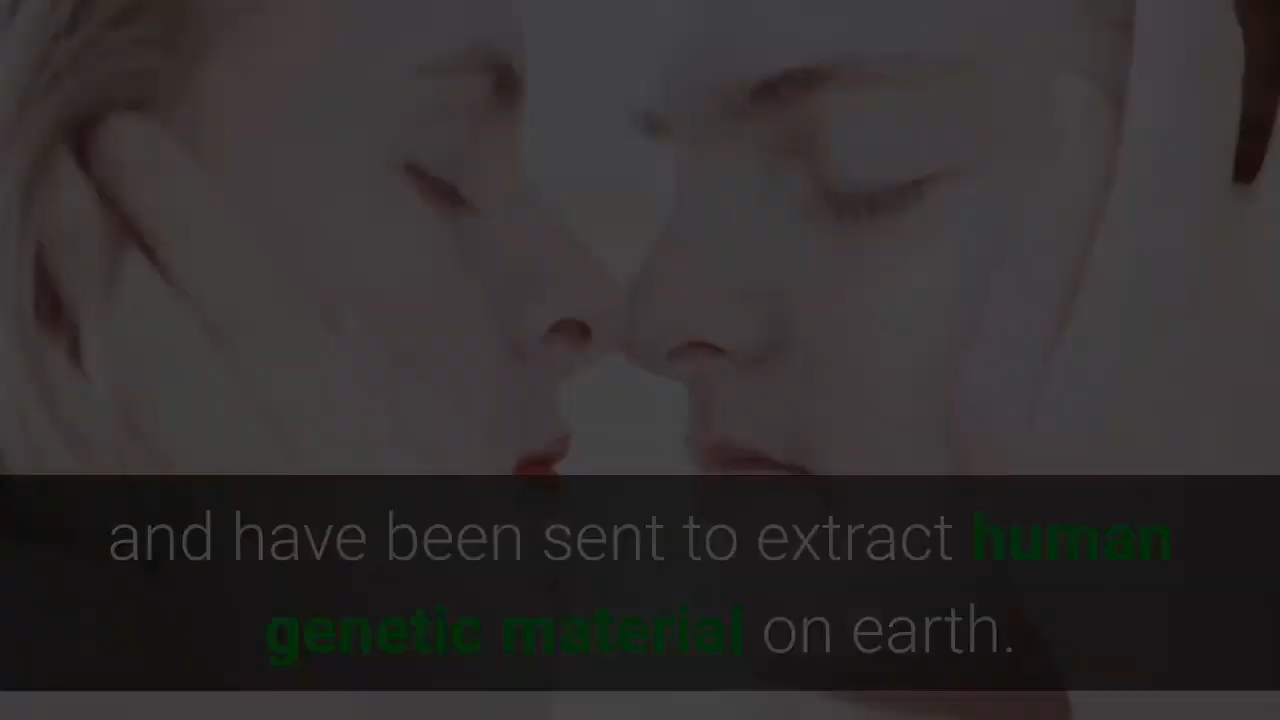 and have been sent to extract human
genetic material on earth.